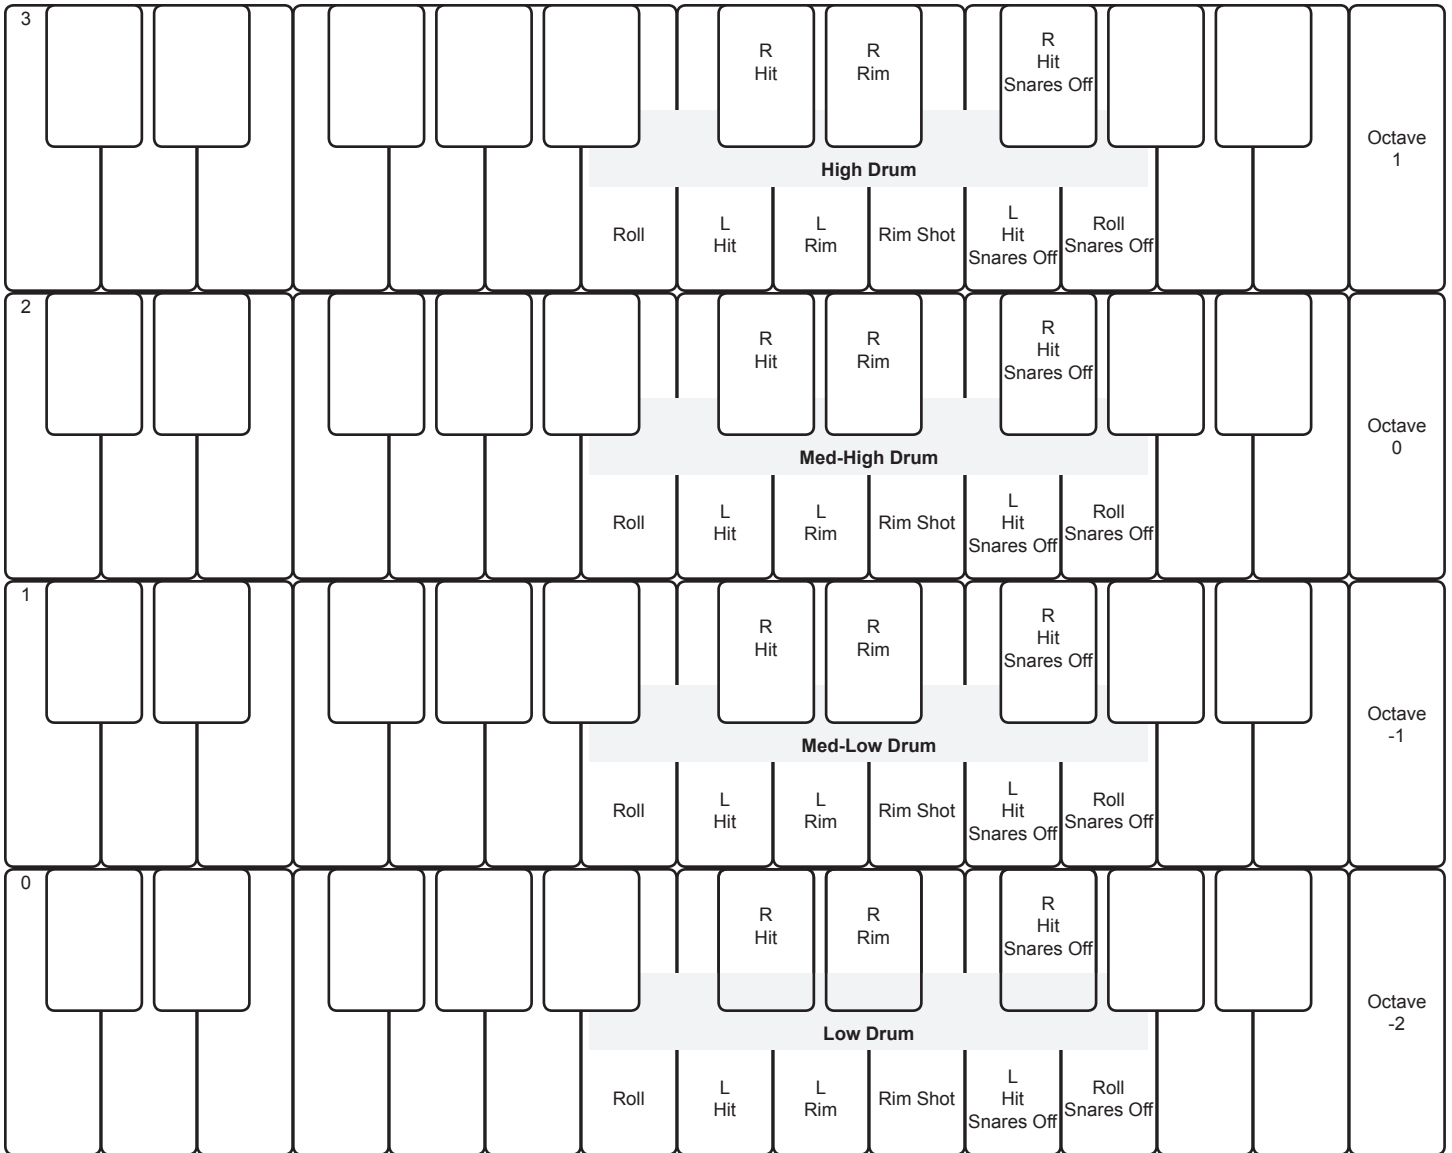 3
R
Hit
R
Rim
R
Hit
Snares Off
High Drum
Roll
L
Hit
L
Rim
Rim Shot
L
Hit
Snares Off
Roll
Snares Off
Octave
1
2
R
Hit
R
Rim
R
Hit
Snares Off
Med-High Drum
Roll
L
Hit
L
Rim
Rim Shot
L
Hit
Snares Off
Roll
Snares Off
Octave
0
1
R
Hit
R
Rim
R
Hit
Snares Off
Med-Low Drum
Roll
L
Hit
L
Rim
Rim Shot
L
Hit
Snares Off
Roll
Snares Off
Octave
-1
0
R
Hit
R
Rim
R
Hit
Snares Off
Low Drum
Roll
L
Hit
L
Rim
Rim Shot
L
Hit
Snares Off
Roll
Snares Off
Octave
-2